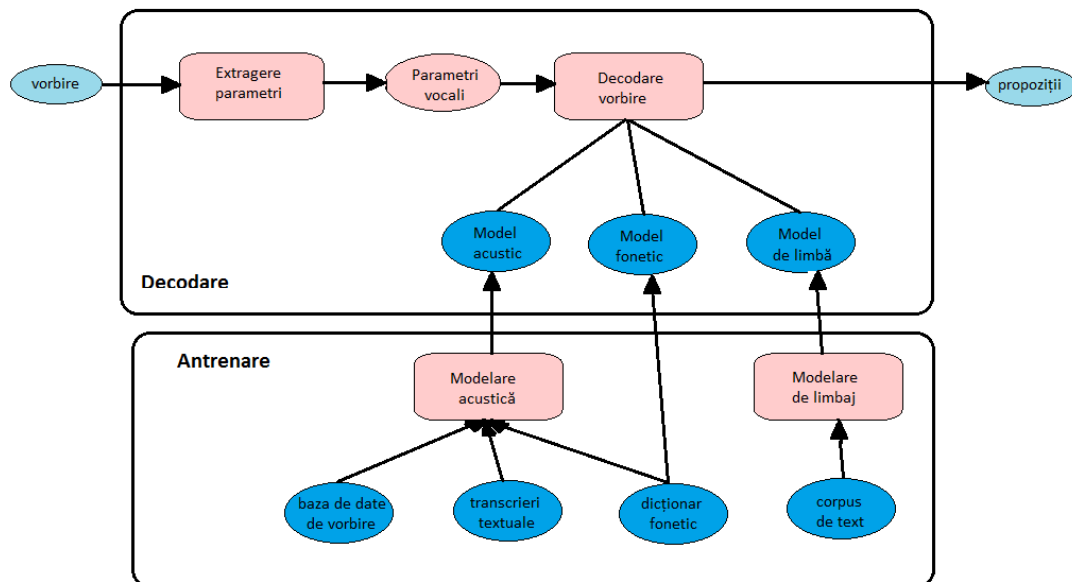 vorbire
Extragere
parametri
Parametri
vocali
Decodare
vorbire
propoziții
Model
acustic
Model
fonetic
Model
de limbă
Decodare
Antrenare
Modelare
acustică
Modelare
de limbaj
baza de date
de vorbire
transcrieri
textuale
dicționar
fonetic
corpus
de text